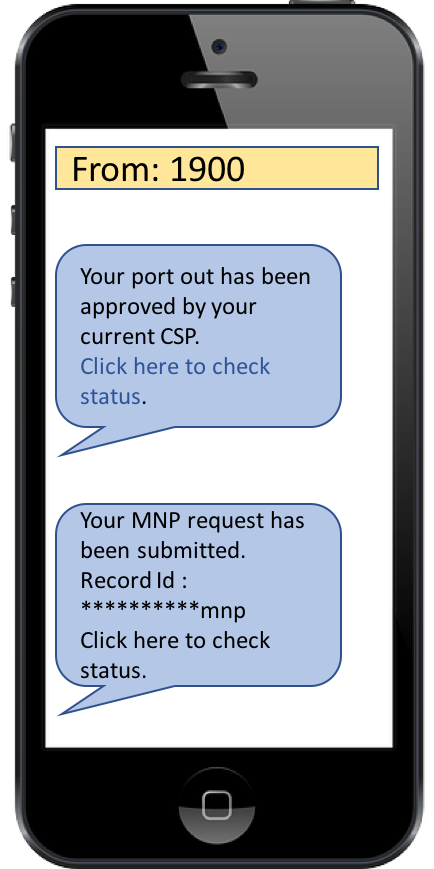 From: 1900
Your port out has been
approved by your
current CSP.
Click here to check
status.
Your MNP request has
been submitted.
Record Id :
**********mnp
Click here to check
status.